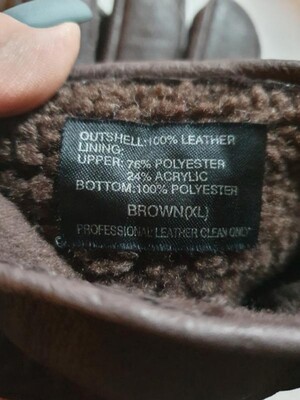 OUTSHELL:100% LEATHER
LINING:
UPPER: 76% POLYESTER
24% ACRYLIC
BOTTOM:100% POLYESTER
BROWN(XL)
PROFESSIONAL LEATHER CLEAN ONLY